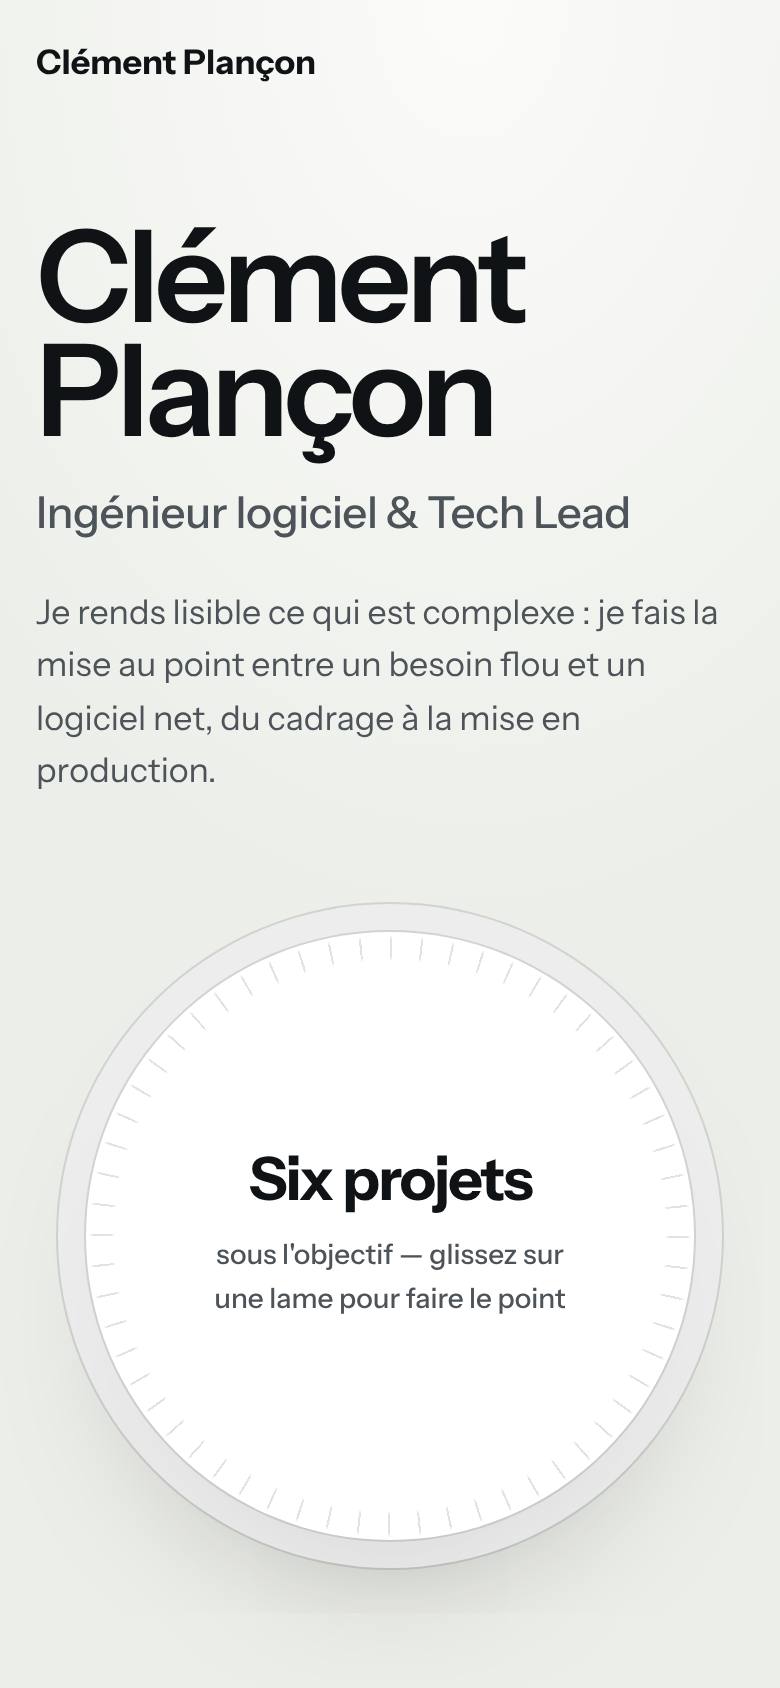 Clément Plançon
Clément
Plançon
Ingénieur logiciel & Tech Lead
Je rends lisible ce qui est complexe : je fais la
mise au point entre un besoin flou et un
logiciel net, du cadrage à la mise en
production.
Six projets
sous l'objectif — glissez sur
une lame pour faire le point